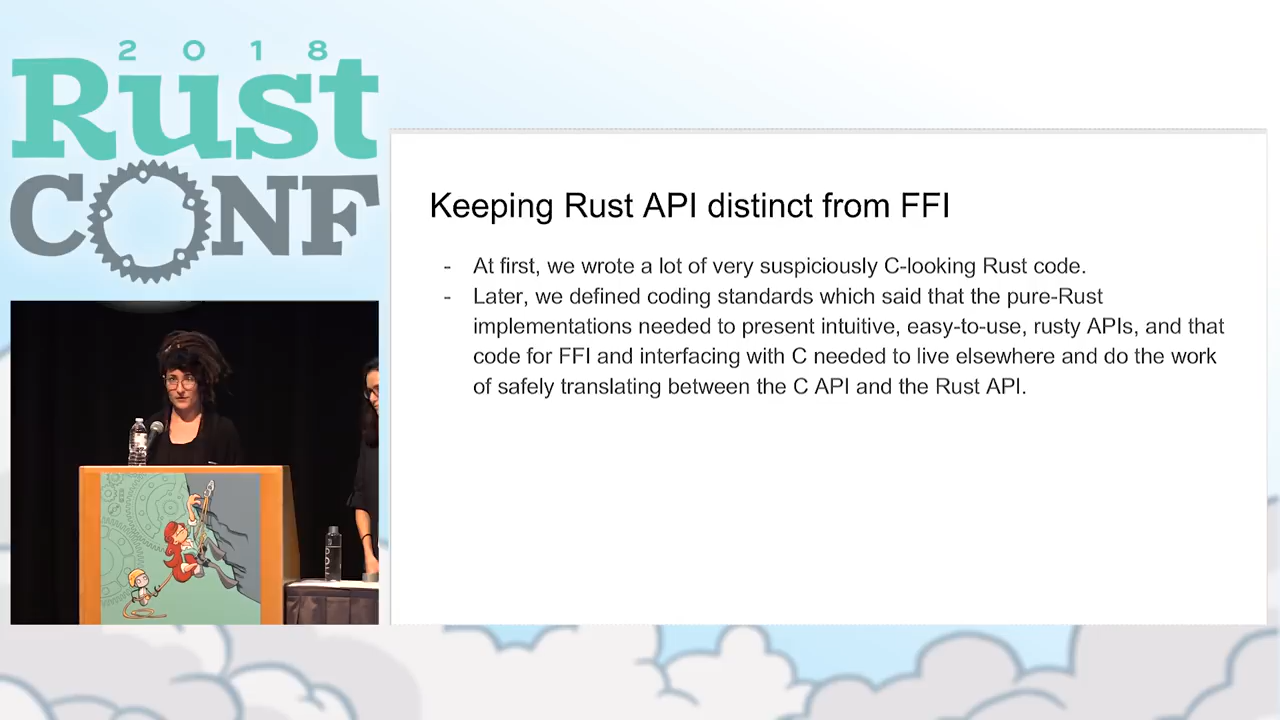 2018
Rust
CONF
Keeping Rust API distinct from FFI
- At first, we wrote a lot of very suspiciously C-looking Rust code.
- Later, we defined coding standards which said that the pure-Rust
implementations needed to present intuitive, easy-to-use, rusty APIs, and that
code for FFI and interfacing with C needed to live elsewhere and do the work
of safely translating between the C API and the Rust API.